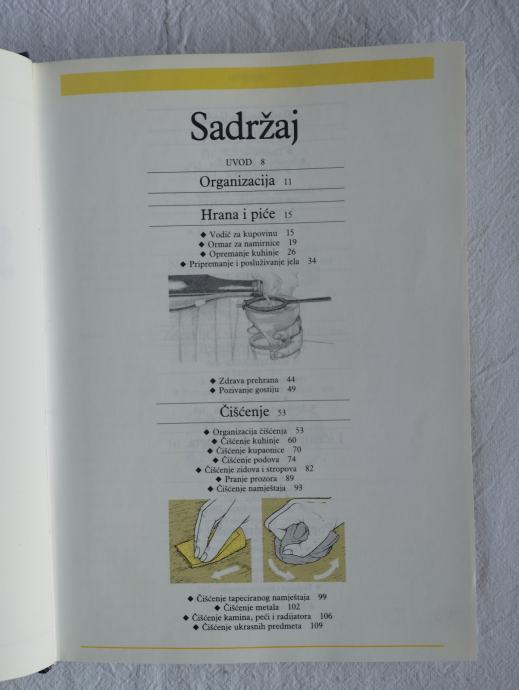 Sadržaj
UVOD 8
Organizacija 11
Hrana i piće 15
◆ Vodič za kupovinu 15
◆ Ormar za namirnice 19
◆ Opremanje kuhinje 26
◆ Pripremanje i posluživanje jela 34
◆ Zdrava prehrana 44
◆ Pozivanje gostiju 49
Čišćenje 53
◆ Organizacija čišćenja 53
◆ Čišćenje kuhinje 60
◆ Čišćenje kupaonice 70
◆ Čišćenje podova 74
◆ Čišćenje zidova i stropova 82
◆ Pranje prozora 89
◆ Čišćenje namještaja 93
◆ Čišćenje tapeciranog namještaja 99
◆ Čišćenje metala 102
◆ Čišćenje kamina, peći i radijatora 106
◆ Čišćenje ukrasnih predmeta 109